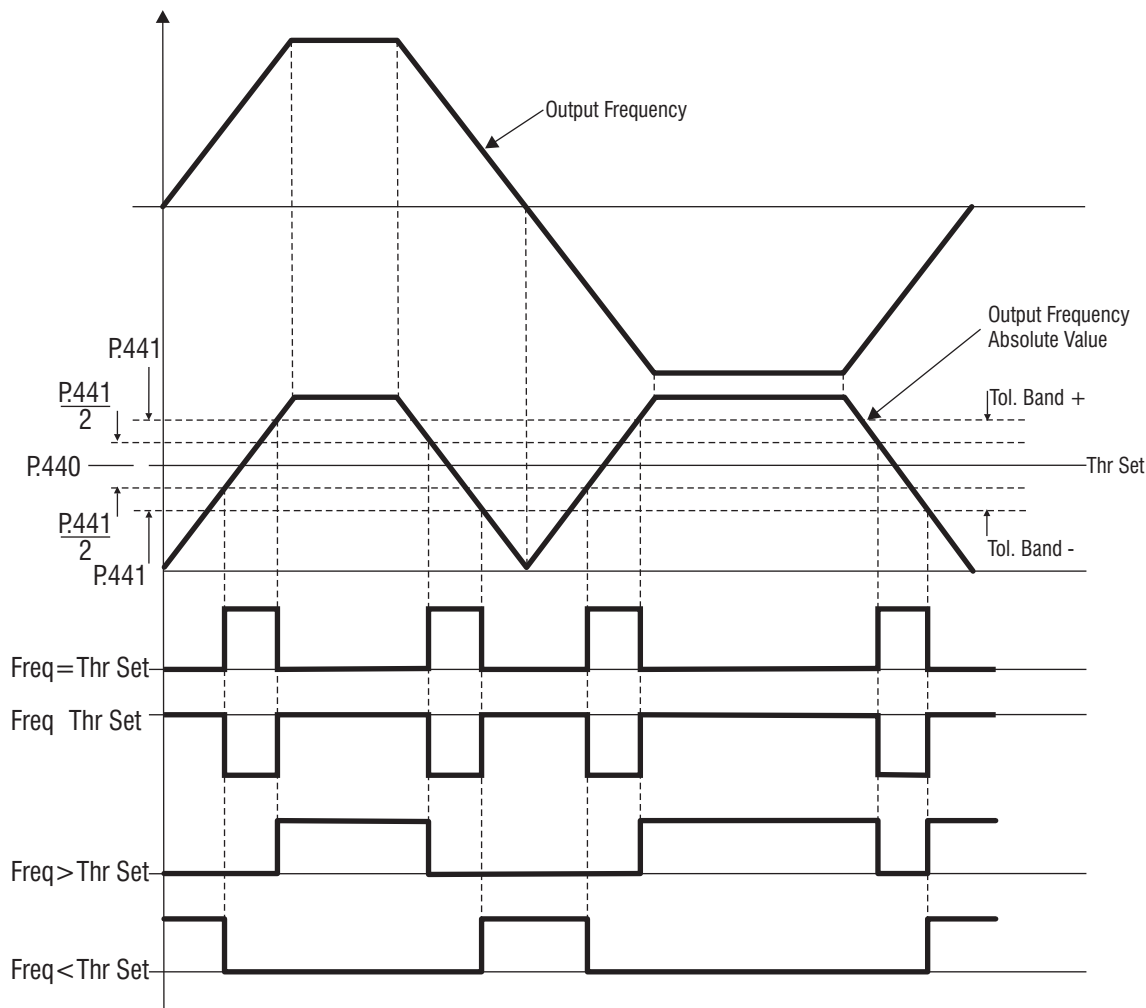 Output Frequency
Output Frequency
Absolute Value
P.441
P.441
2
Tol. Band +
P.440
Thr Set
P.441
2
Tol. Band -
P.441
Freq=Thr Set
Freq Thr Set
Freq>Thr Set
Freq<Thr Set